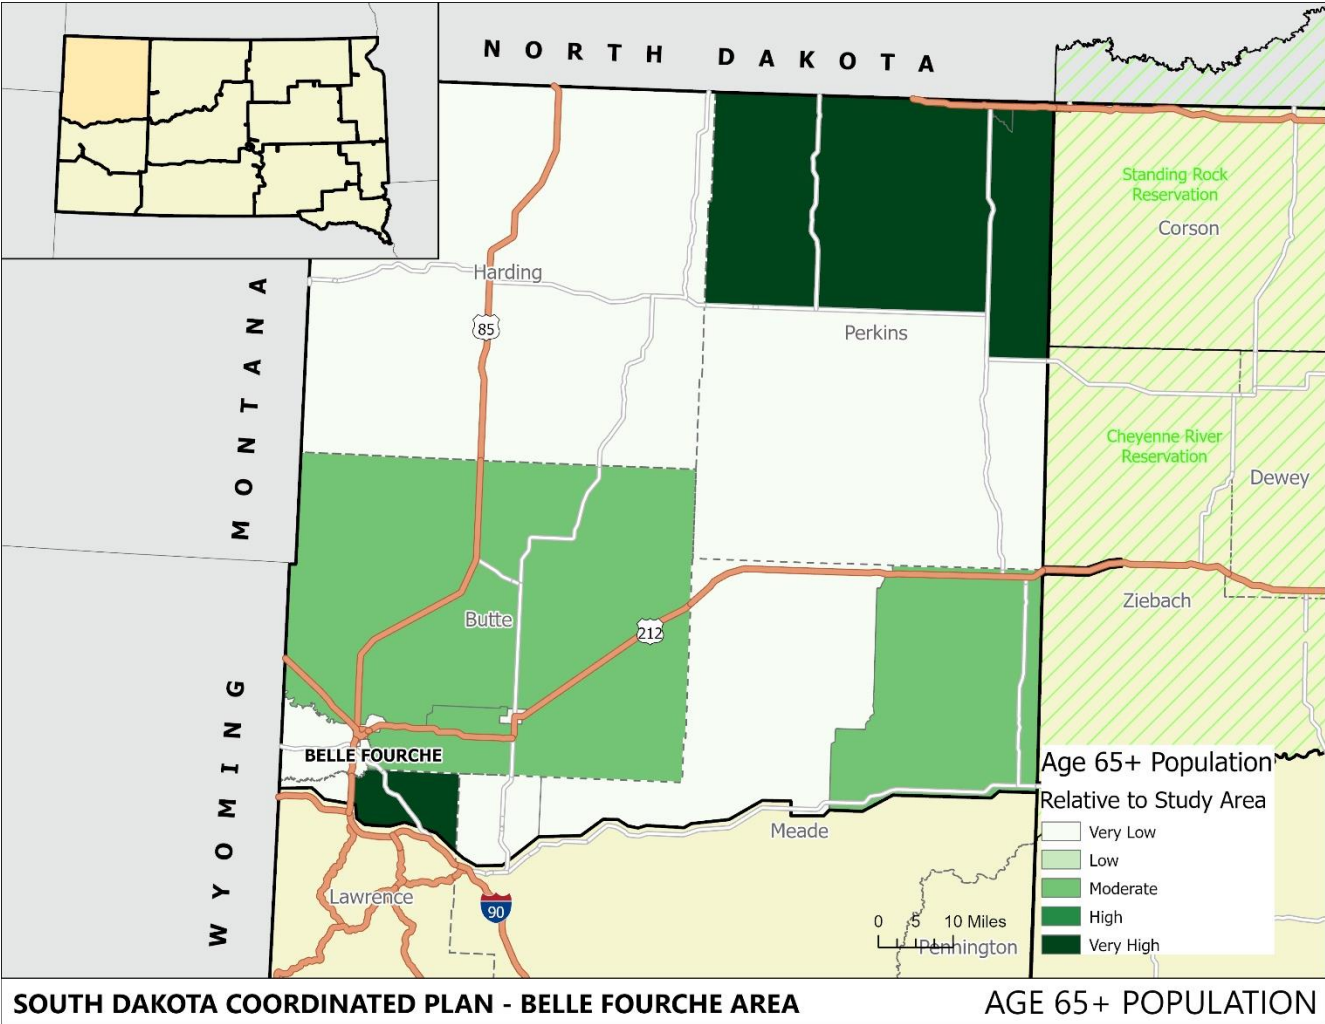 NORTH DAKOTA
Standing Rock
Reservation
Corson
Harding
MONTANA
85
Perkins
Cheyenne River
Reservation
Dewey
Ziebach
Butte
212
WYOMING
BELLE FOURCHE
Meade
Lawrence
90
0 5 10 Miles
Pennington
Age 65+ Population
Relative to Study Area
Very Low
Low
Moderate
High
Very High
SOUTH DAKOTA COORDINATED PLAN - BELLE FOURCHE AREA
AGE 65+ POPULATION